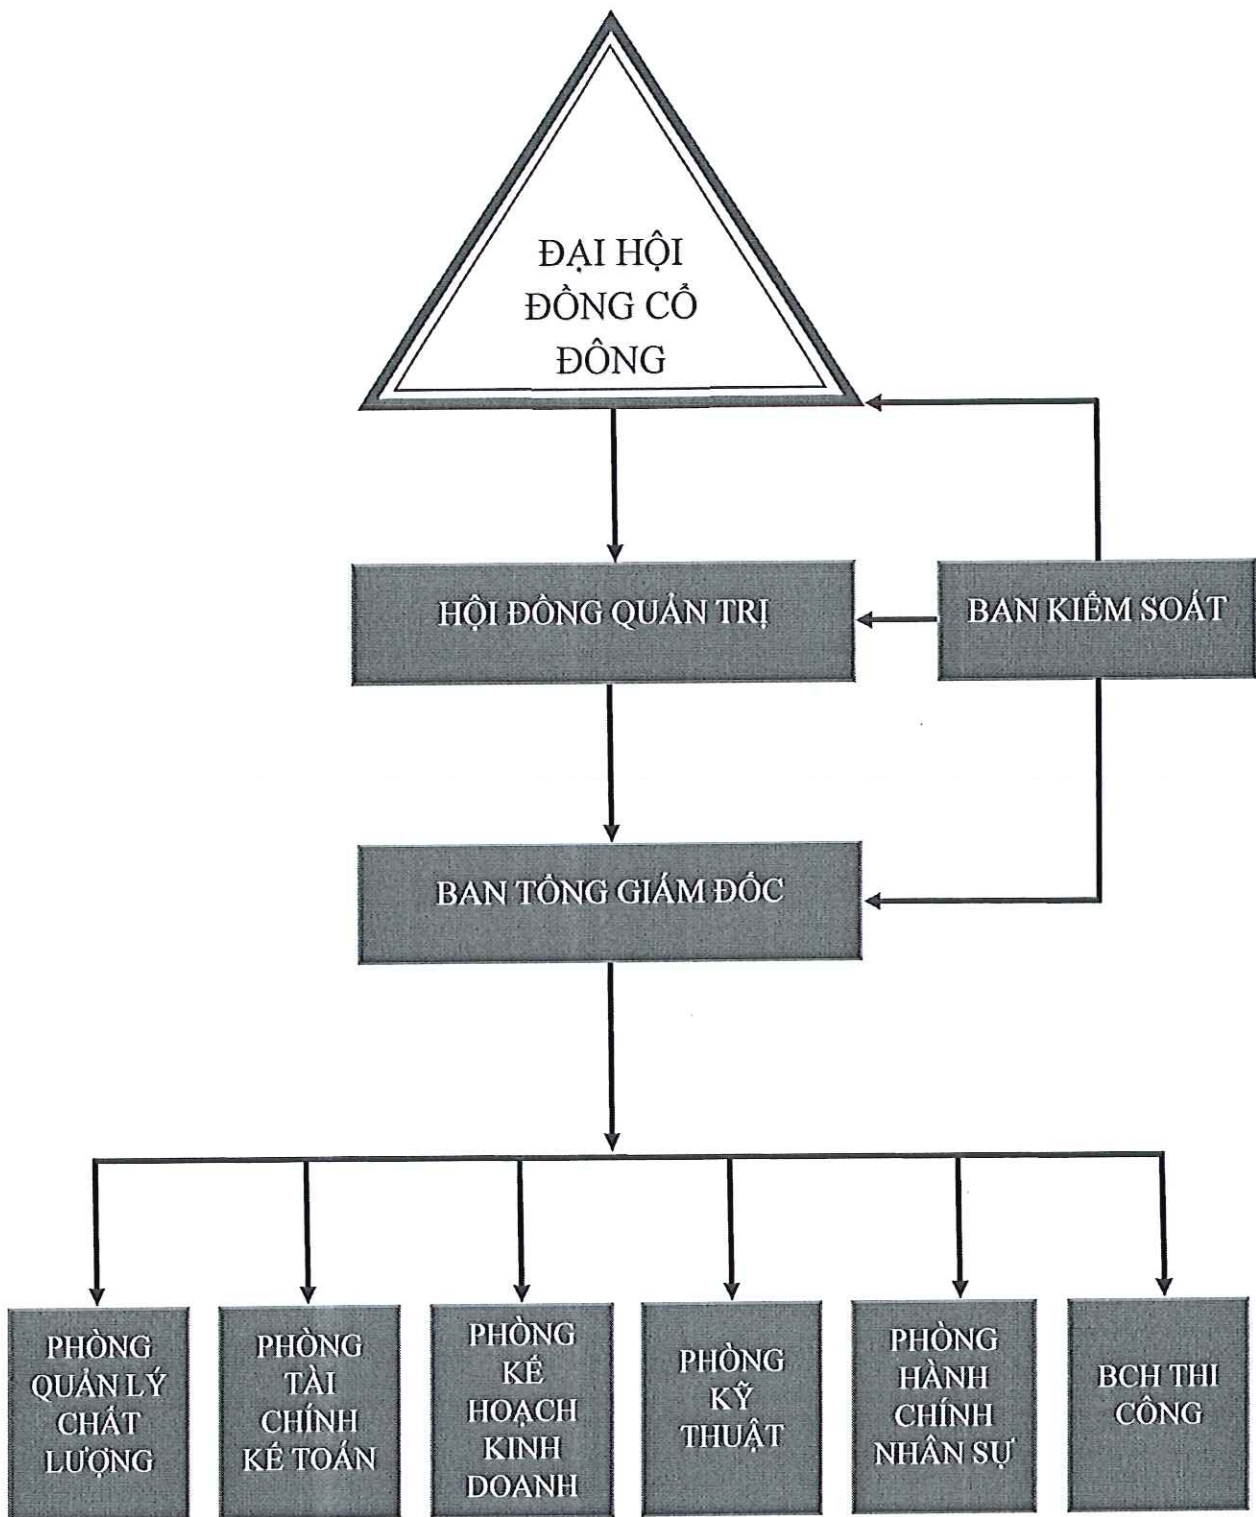 ĐẠI HỘI
ĐỒNG CỔ
ĐÔNG
HỘI ĐỒNG QUẢN TRỊ
BAN KIỂM SOÁT
BAN TỔNG GIÁM ĐỐC
PHÒNG
QUẢN LÝ
CHẤT
LƯỢNG
PHÒNG
TÀI
CHÍNH
KẾ TOÁN
PHÒNG
KẾ
HOẠCH
KINH
DOANH
PHÒNG
KỸ
THUẬT
PHÒNG
HÀNH
CHÍNH
NHÂN SỰ
BCH THI
CÔNG